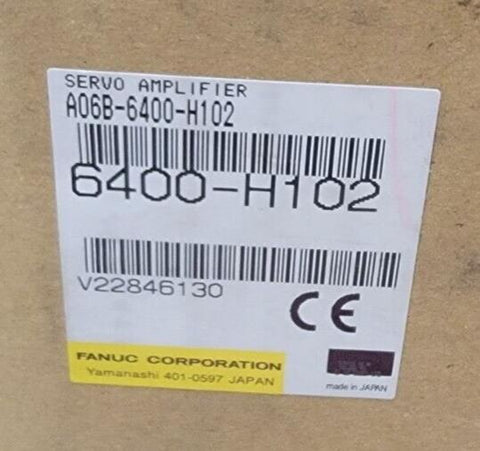 SERVO AMPLIFIER
A06B-6400-H102
6400-H102
V22846130
CE
FANUC CORPORATION
Yamanashi 401-0597 JAPAN
made in JAPAN